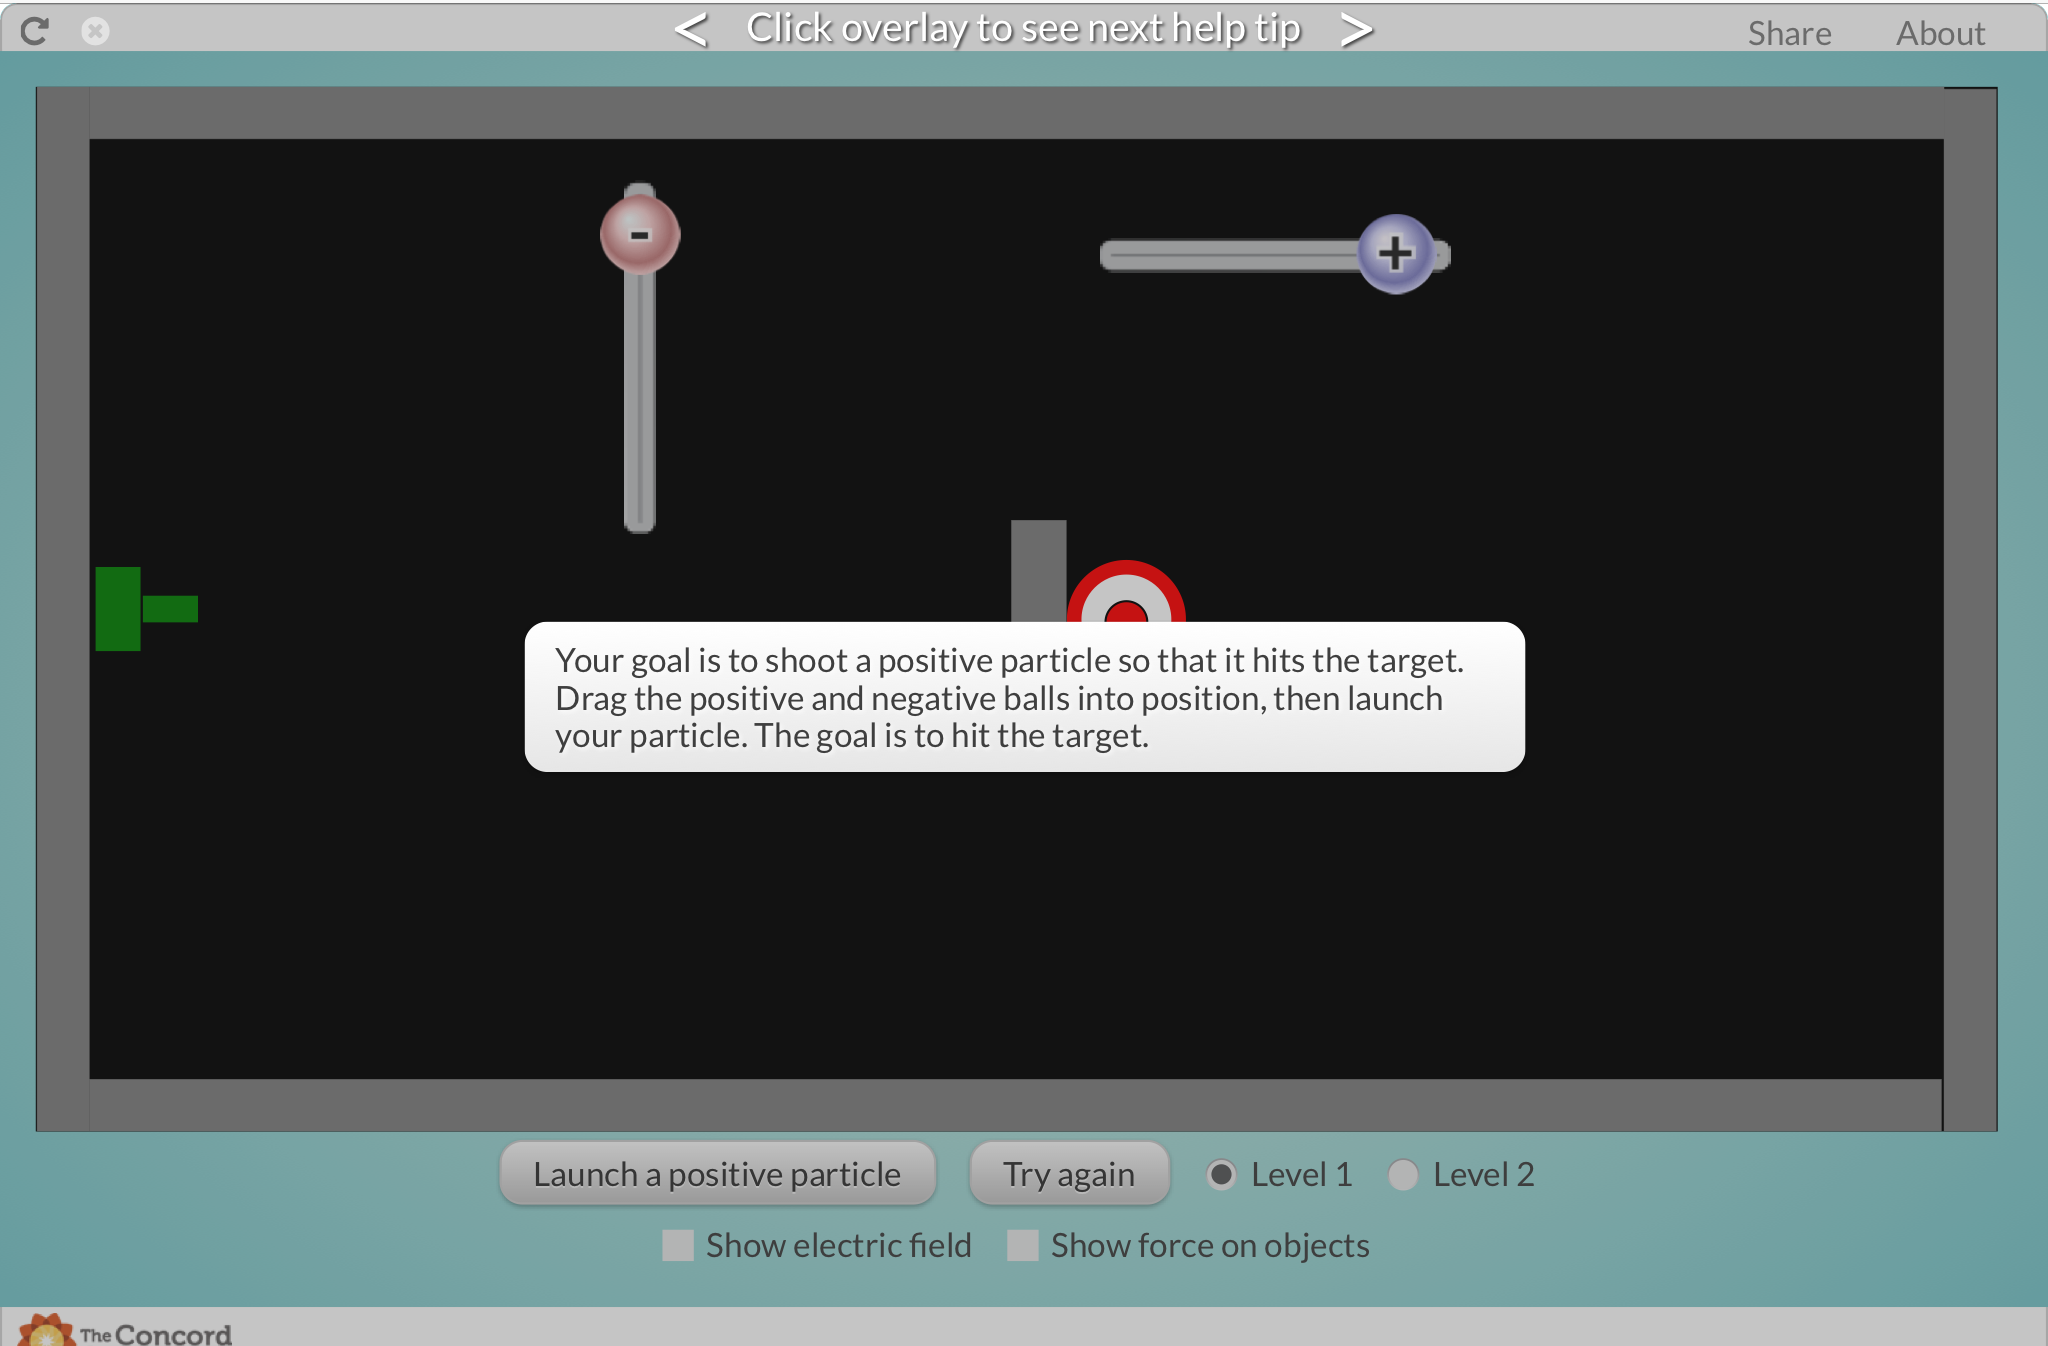 < Click overlay to see next help tip >
Share About
-
+
Your goal is to shoot a positive particle so that it hits the target.
Drag the positive and negative balls into position, then launch
your particle. The goal is to hit the target.
Launch a positive particle Try again Level 1 Level 2
Show electric field Show force on objects
The Concord